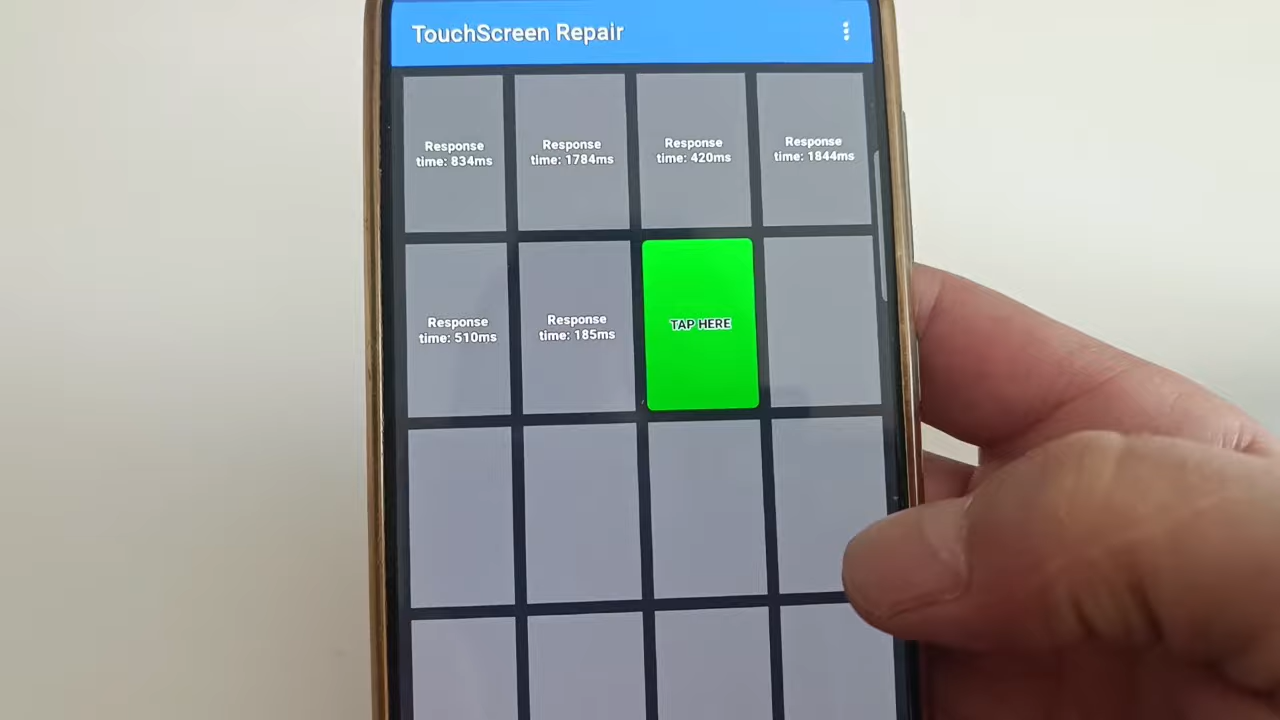 TouchScreen Repair
Response
time: 834ms
Response
time: 1784ms
Response
time: 420ms
Response
time: 1844ms
Response
time: 510ms
Response
time: 185ms
TAP HERE